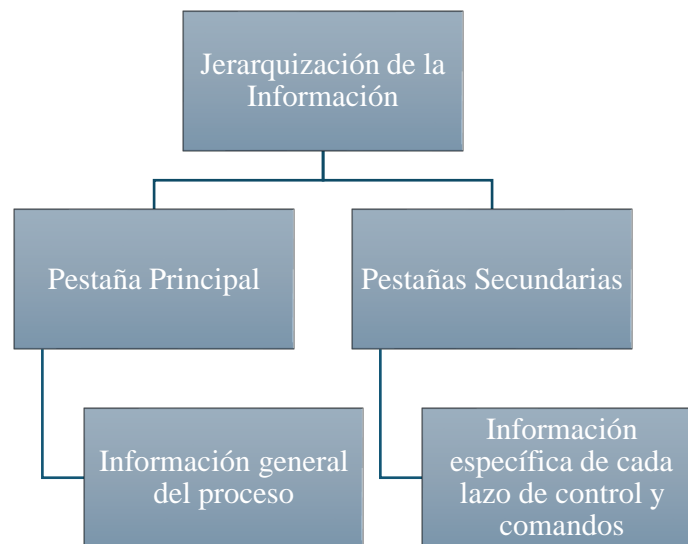 Jerarquización de la
Información
Pestaña Principal
Pestañas Secundarias
Información general
del proceso
Información
específica de cada
lazo de control y
comandos